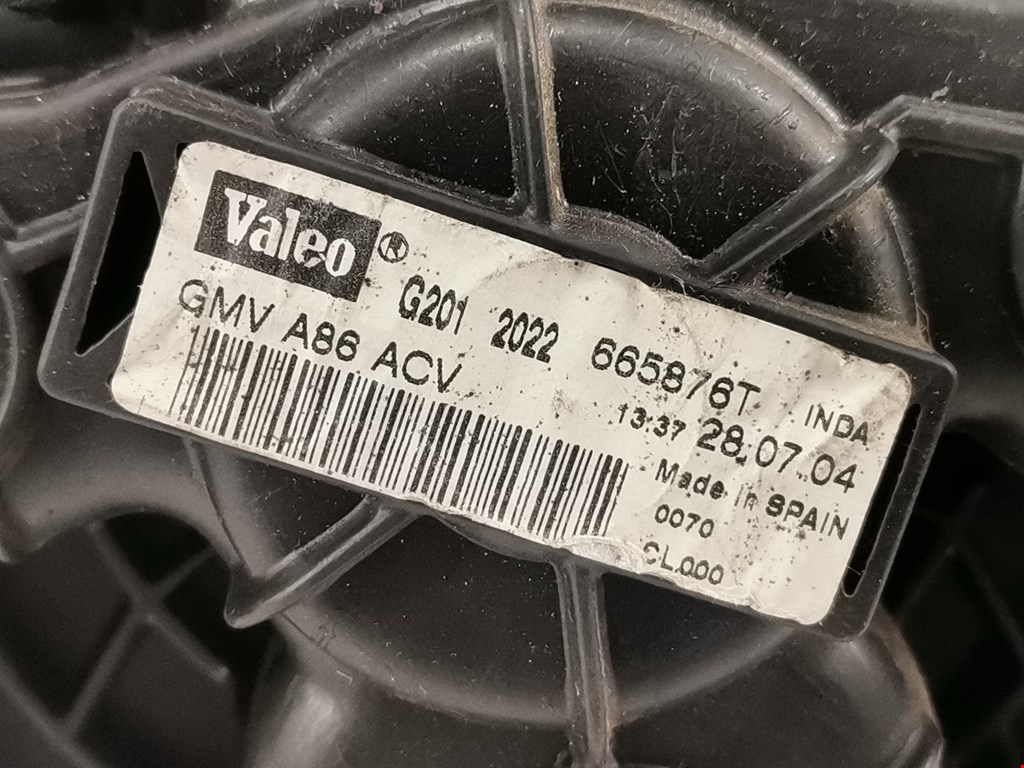 Valeo®
G201 2022 665876T INDA
GMV A86 ACV
13:37 28.07.04
Made in SPAIN
0070
CL000